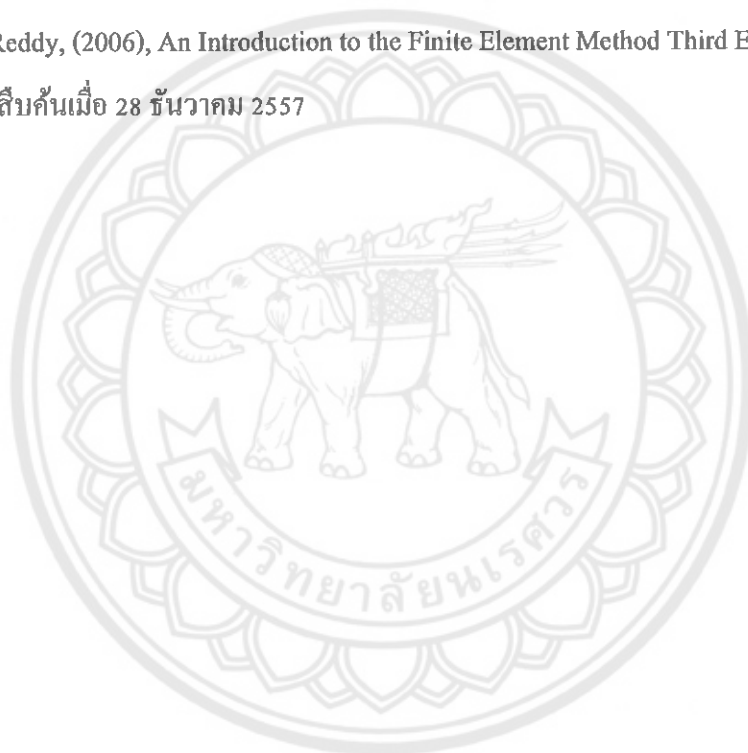 Reddy, (2006), An Introduction to the Finite Element Method Third E
สืบค้นเมื่อ 28 ธันวาคม 2557
มหาวิทยาลัยนเรศวร